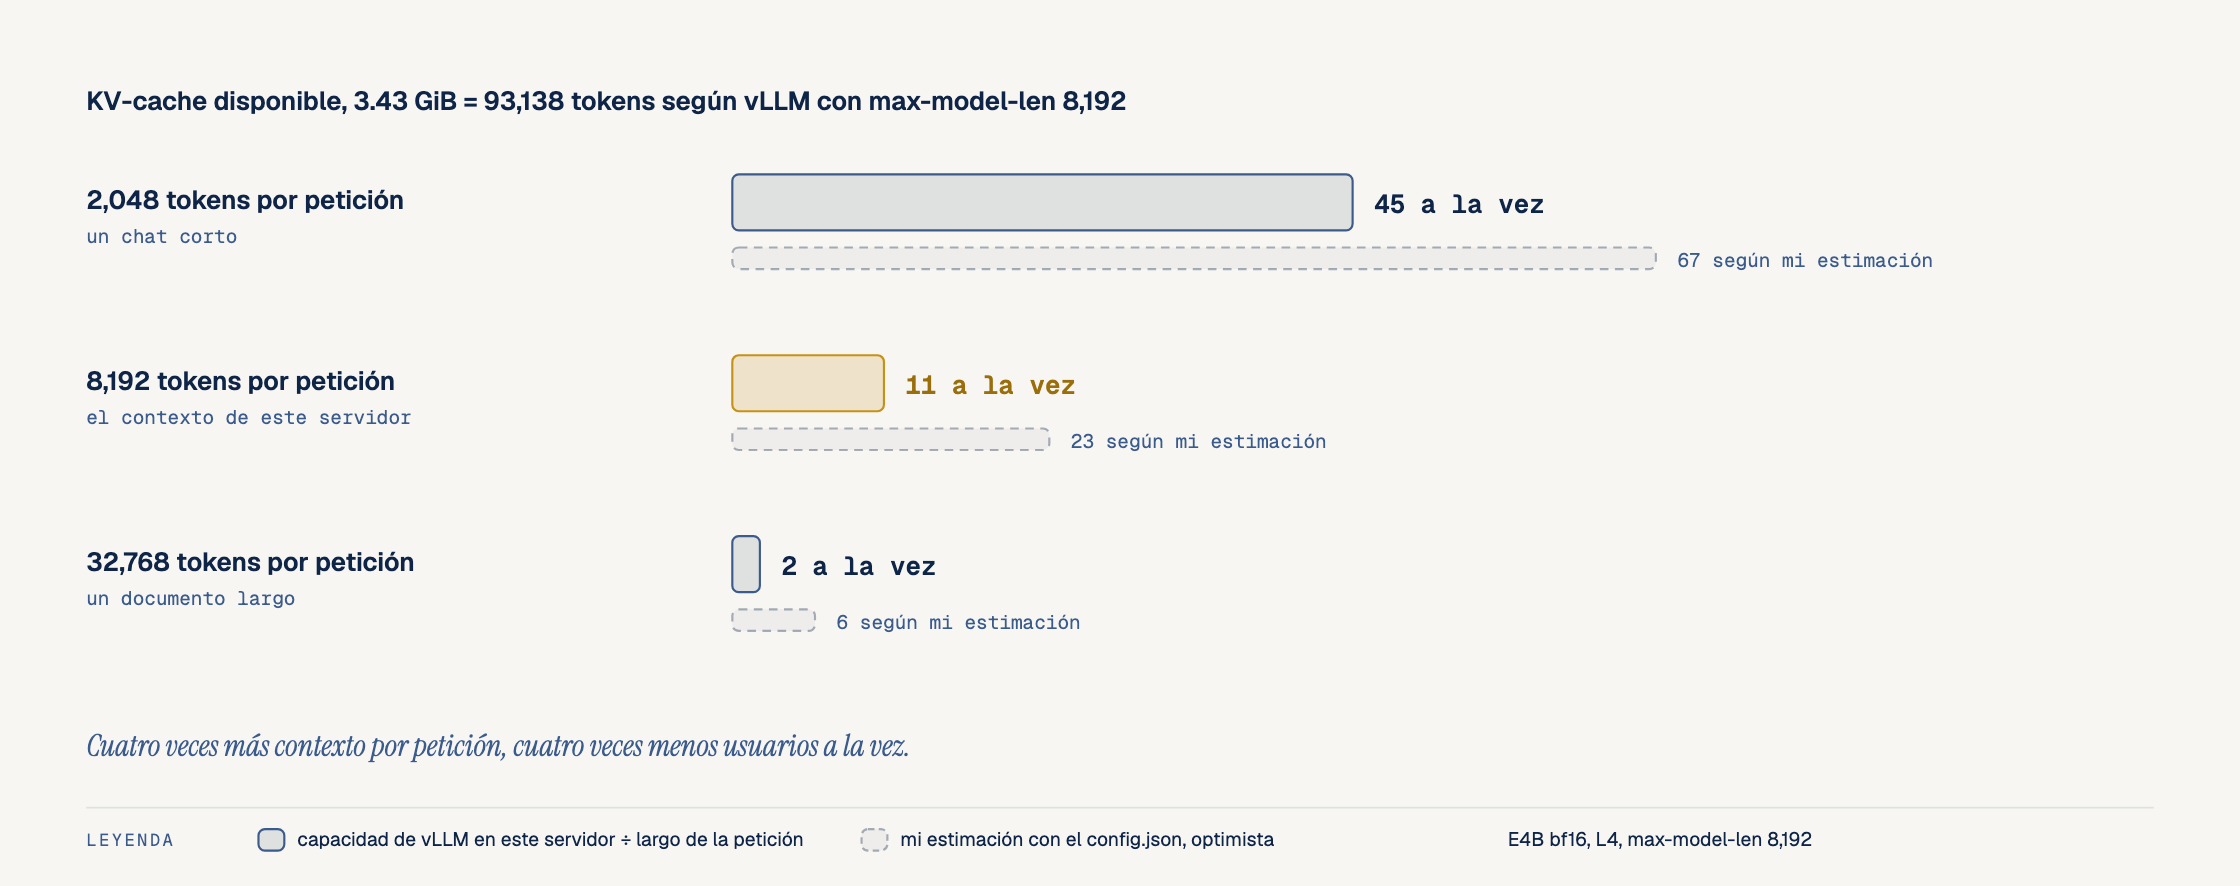 KV-cache disponible, 3.43 GiB = 93,138 tokens según vLLM con max-model-len 8,192
2,048 tokens por petición
un chat corto
45 a la vez
67 según mi estimación
8,192 tokens por petición
el contexto de este servidor
11 a la vez
23 según mi estimación
32,768 tokens por petición
un documento largo
2 a la vez
6 según mi estimación
Cuatro veces más contexto por petición, cuatro veces menos usuarios a la vez.
LEYENDA
capacidad de vLLM en este servidor ÷ largo de la petición
mi estimación con el config.json, optimista
E4B bf16, L4, max-model-len 8,192